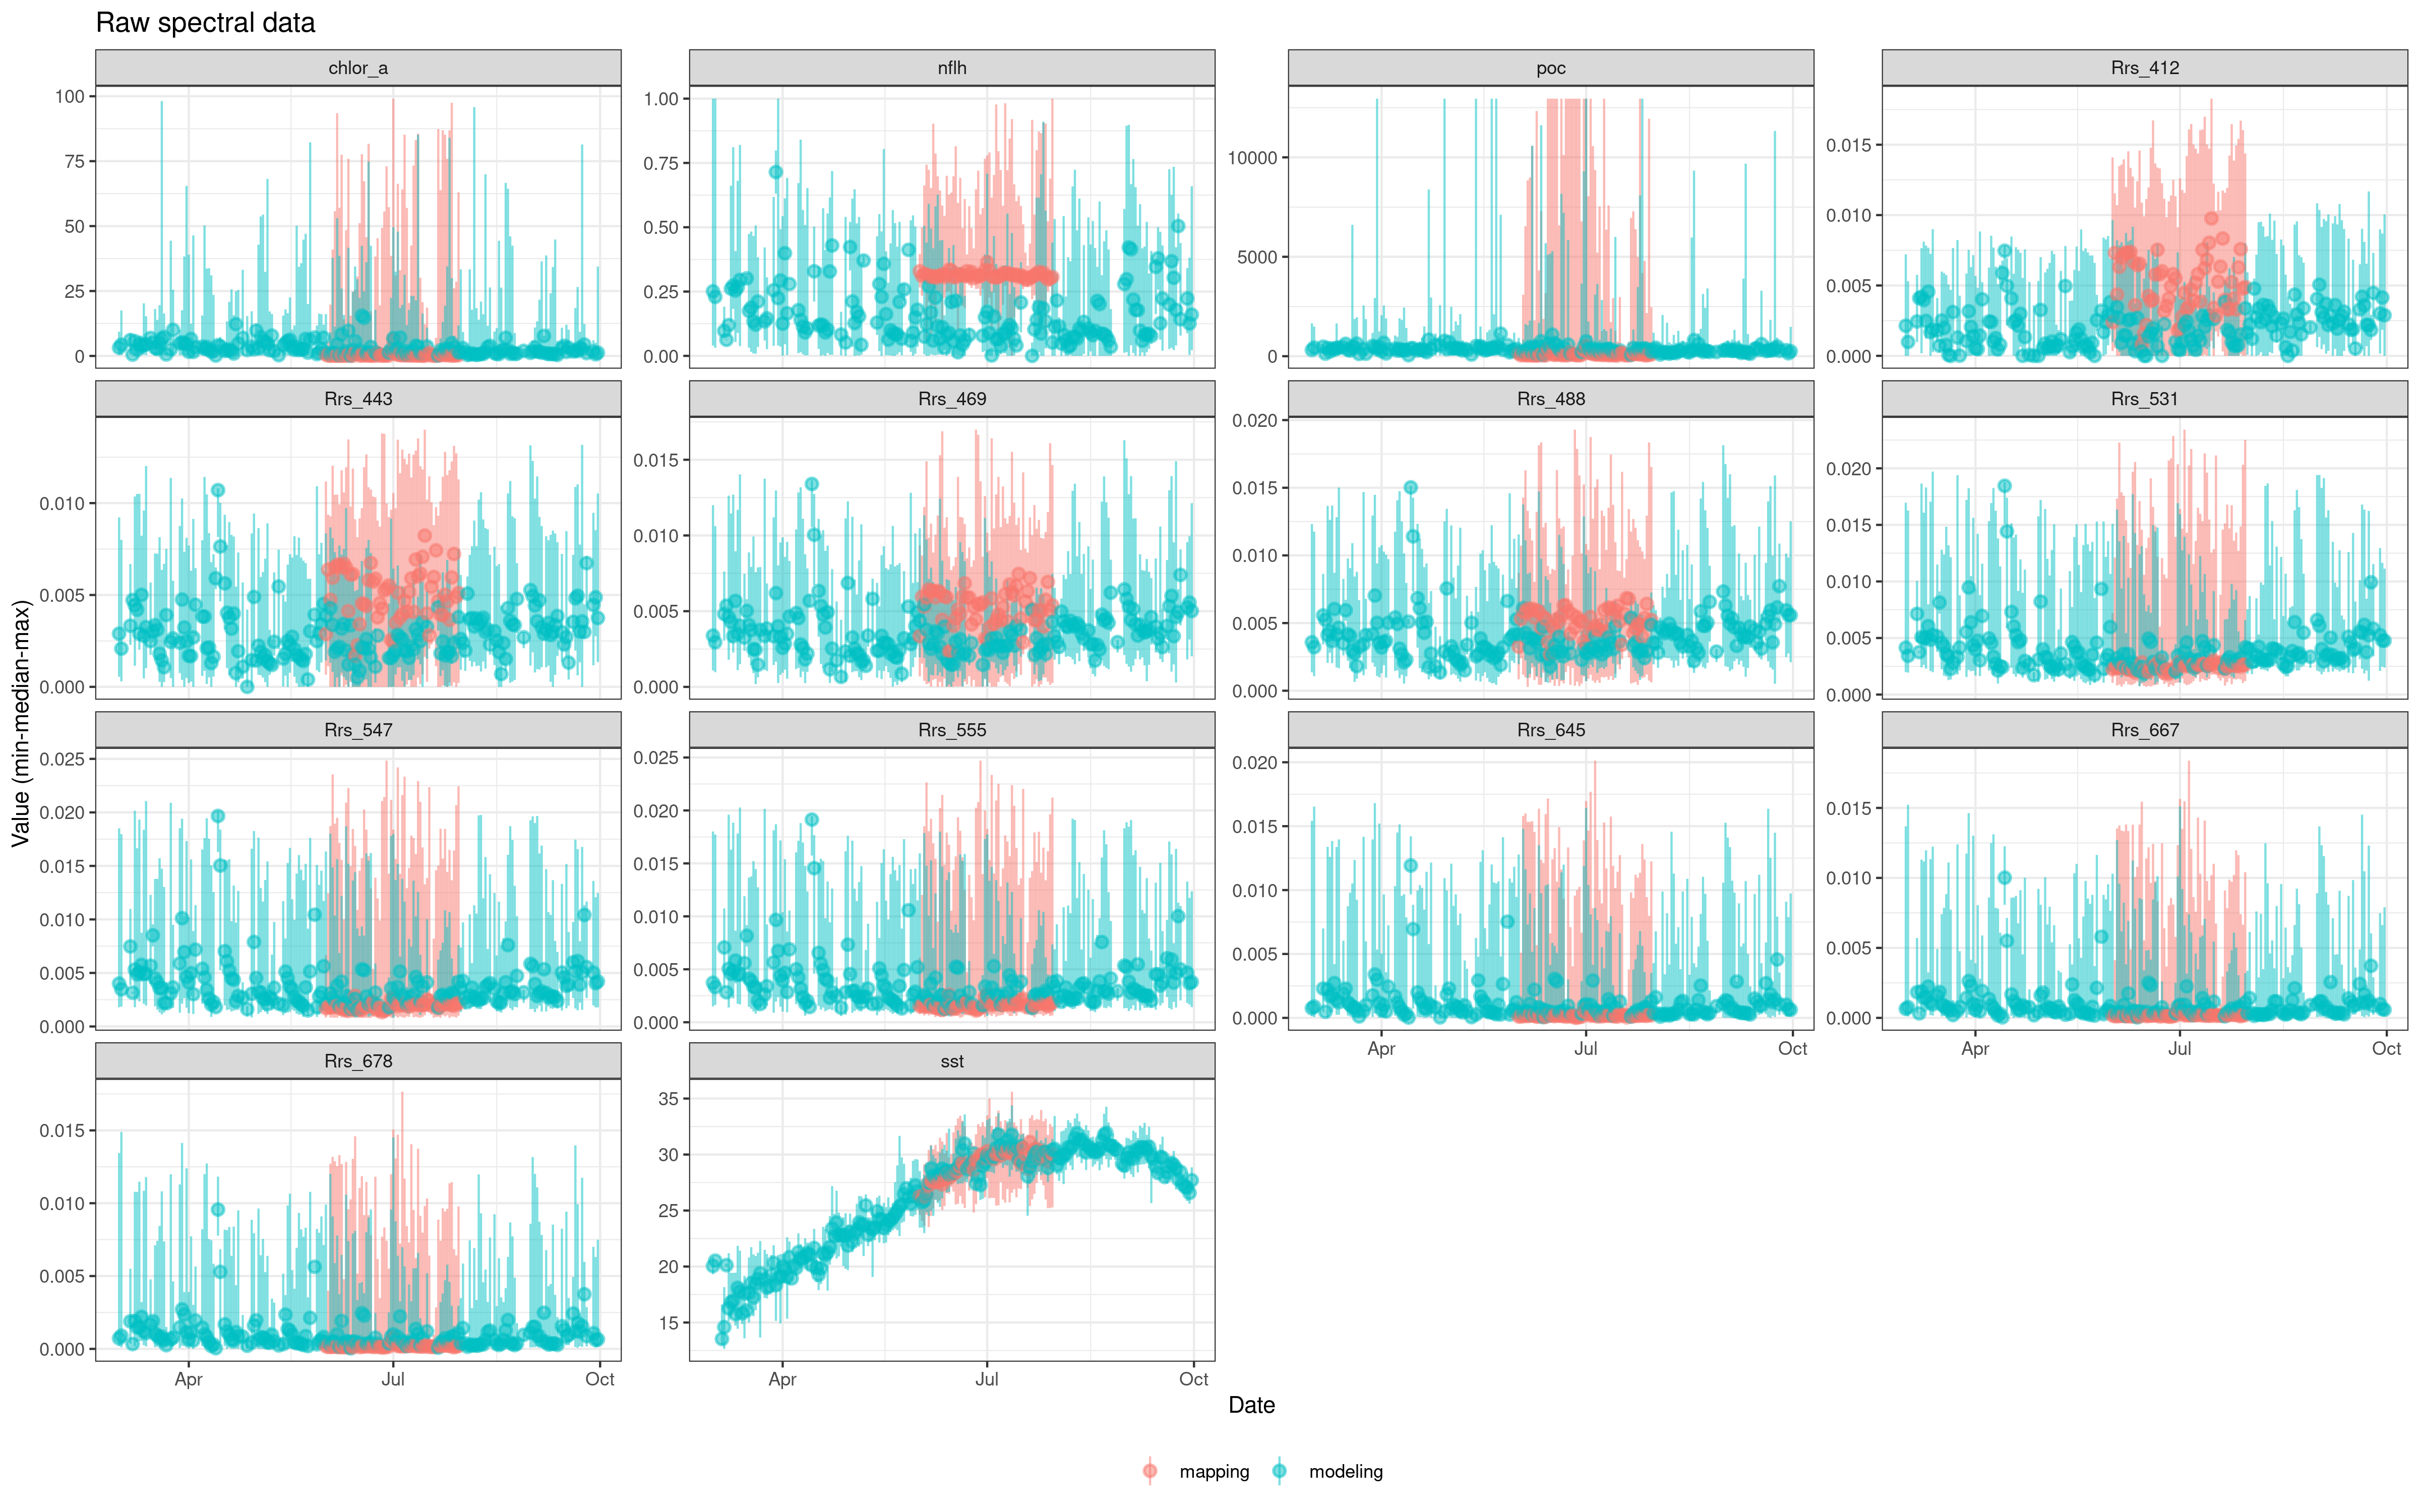 Raw spectral data
chlor_a nflh poc Rrs_412
100 75 50 25 0
1.00 0.75 0.50 0.25 0.00
10000 5000 0
0.015 0.010 0.005 0.000
Rrs_443 Rrs_469 Rrs_488 Rrs_531
0.010 0.005 0.000
0.015 0.010 0.005 0.000
0.020 0.015 0.010 0.005 0.000
0.020 0.015 0.010 0.005 0.000
Value (min-median-max)
Rrs_547 Rrs_555 Rrs_645 Rrs_667
0.025 0.020 0.015 0.010 0.005 0.000
0.025 0.020 0.015 0.010 0.005 0.000
0.020 0.015 0.010 0.005 0.000
0.015 0.010 0.005 0.000
Apr Jul Oct Apr Jul Oct
Rrs_678 sst
0.015 0.010 0.005 0.000
35 30 25 20 15
Apr Jul Oct Apr Jul Oct
Date
mapping modeling